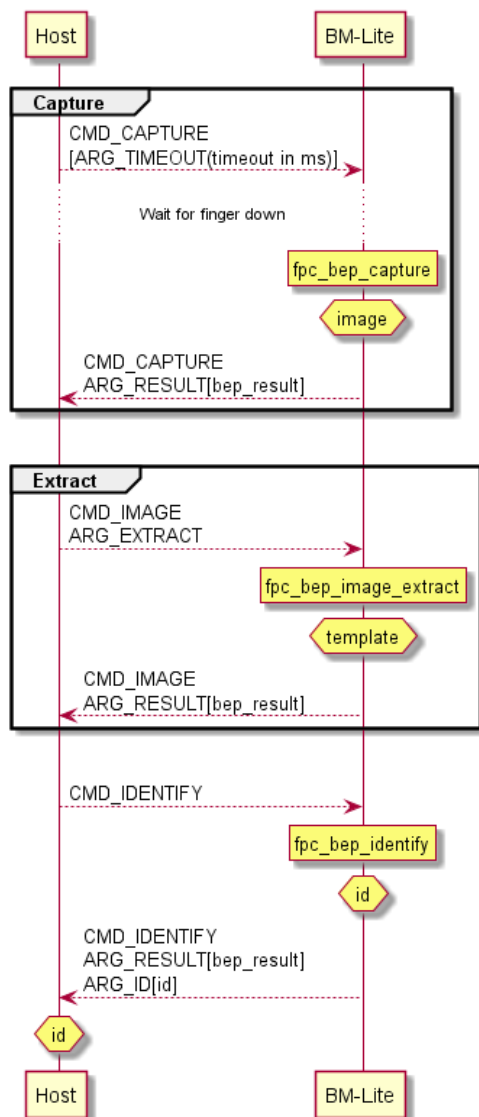 Host
BM-Lite
Capture
CMD_CAPTURE
[ARG_TIMEOUT(timeout in ms)]
Wait for finger down
fpc_bep_capture
image
CMD_CAPTURE
ARG_RESULT[bep_result]
Extract
CMD_IMAGE
ARG_EXTRACT
fpc_bep_image_extract
template
CMD_IMAGE
ARG_RESULT[bep_result]
CMD_IDENTIFY
fpc_bep_identify
id
CMD_IDENTIFY
ARG_RESULT[bep_result]
ARG_ID[id]
id
Host
BM-Lite